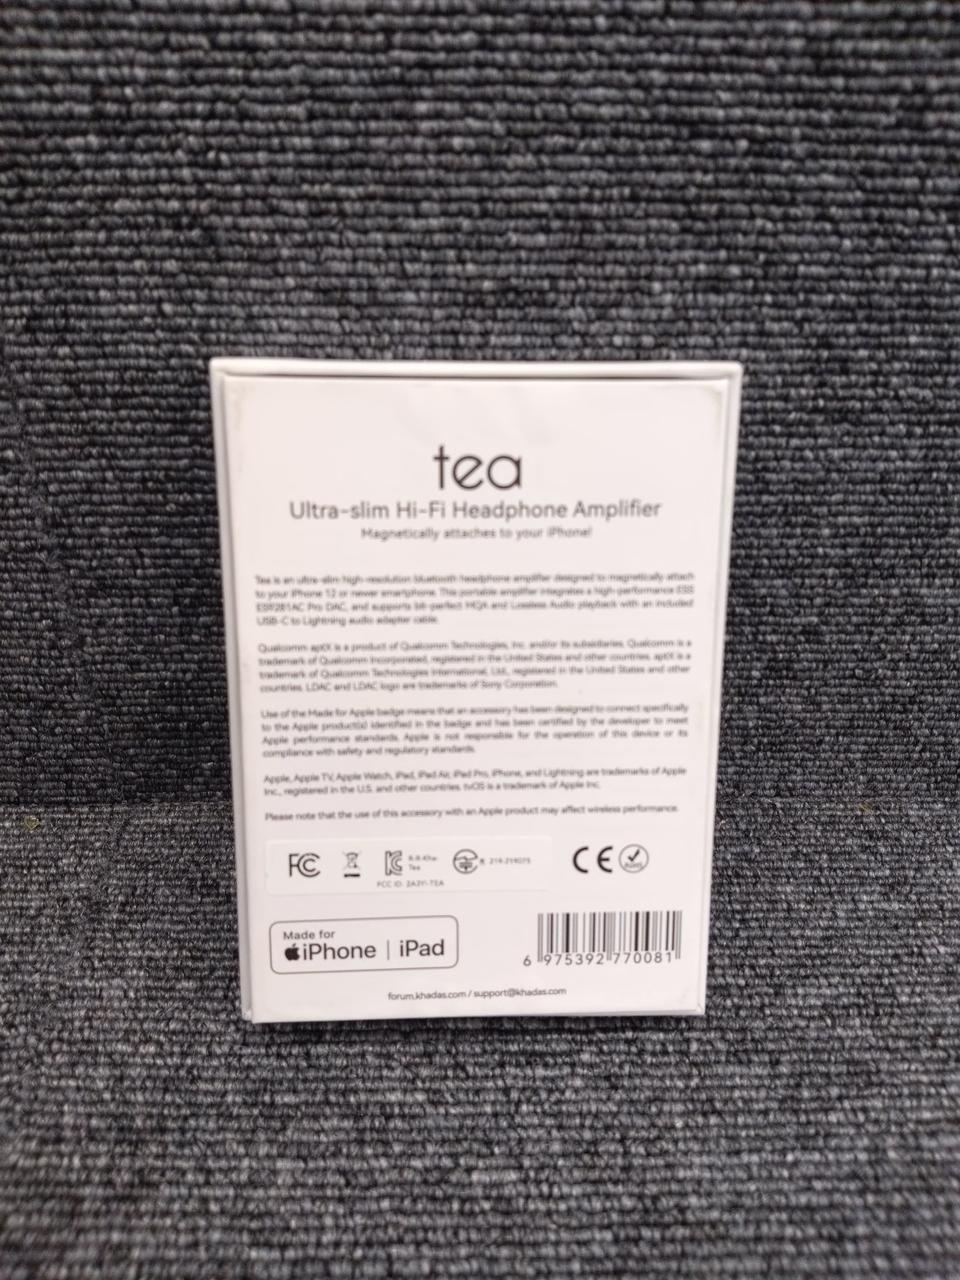 tea
Ultra-slim Hi-Fi Headphone Amplifier
Magnetically attaches to your iPhone!
Tea is an ultra-slim high-resolution bluetooth headphone amplifier designed to magnetically attach
to your iPhone 12 or newer smartphone. This portable amplifier integrates a high-performance ESS
ES9281AC Pro DAC, and supports bit-perfect MQA and Lossless Audio playback with an included
USB-C to Lightning audio adapter cable.
Qualcomm aptX is a product of Qualcomm Technologies, Inc. and/or its subsidiaries. Qualcomm is a
trademark of Qualcomm Incorporated, registered in the United States and other countries. aptX is a
trademark of Qualcomm Technologies International, Ltd., registered in the United States and other
countries. LDAC and LDAC logo are trademarks of Sony Corporation.
Use of the Made for Apple badge means that an accessory has been designed to connect specifically
to the Apple product(s) identified in the badge and has been certified by the developer to meet
Apple performance standards. Apple is not responsible for the operation of this device or its
compliance with safety and regulatory standards.
Apple, Apple TV, Apple Watch, iPad, iPad Air, iPad Pro, iPhone, and Lightning are trademarks of Apple
Inc., registered in the U.S. and other countries. tvOS is a trademark of Apple Inc.
Please note that the use of this accessory with an Apple product may affect wireless performance.
FC R-R-Kha- R 219-219075 CE
Tea
FCC ID: 2A3YI-TEA
Made for
iPhone | iPad
6 975392 770081
forum.khadas.com / support@khadas.com